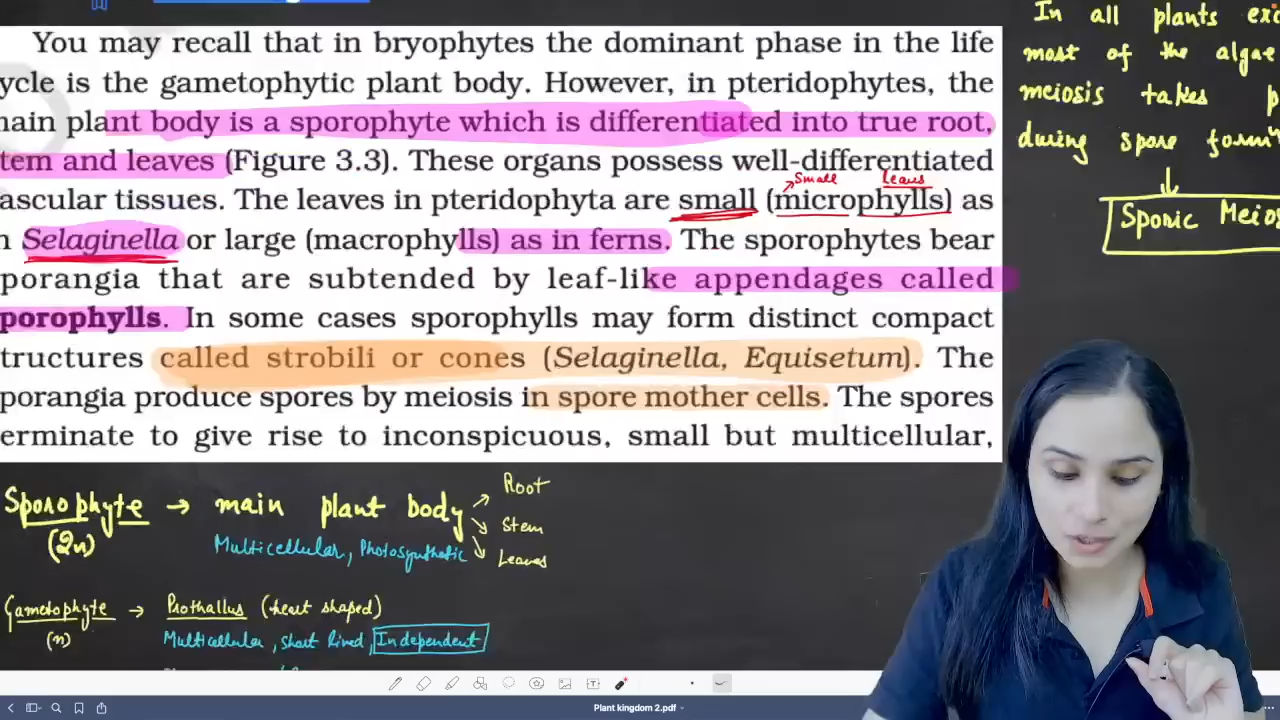 You may recall that in bryophytes the dominant phase in the life
ycle is the gametophytic plant body. However, in pteridophytes, the
ain plant body is a sporophyte which is differentiated into true root,
tem and leaves (Figure 3.3). These organs possess well-differentiated
ascular tissues. The leaves in pteridophyta are small (microphylls) as
Small Leaves
n Selaginella or large (macrophylls) as in ferns. The sporophytes bear
porangia that are subtended by leaf-like appendages called
porophylls. In some cases sporophylls may form distinct compact
tructures called strobili or cones (Selaginella, Equisetum). The
porangia produce spores by meiosis in spore mother cells. The spores
erminate to give rise to inconspicuous, small but multicellular,
In all plants exc
most of the algae
meiosis takes p
during spore form
Sporic Meio
Sporophyte → main plant body
(2n)
Multicellular, Photosynthetic
Root
Stem
Leaves
Gametophyte → Prothallus (heart shaped)
(n)
Multicellular, short lived, Independent
Plant kingdom 2.pdf